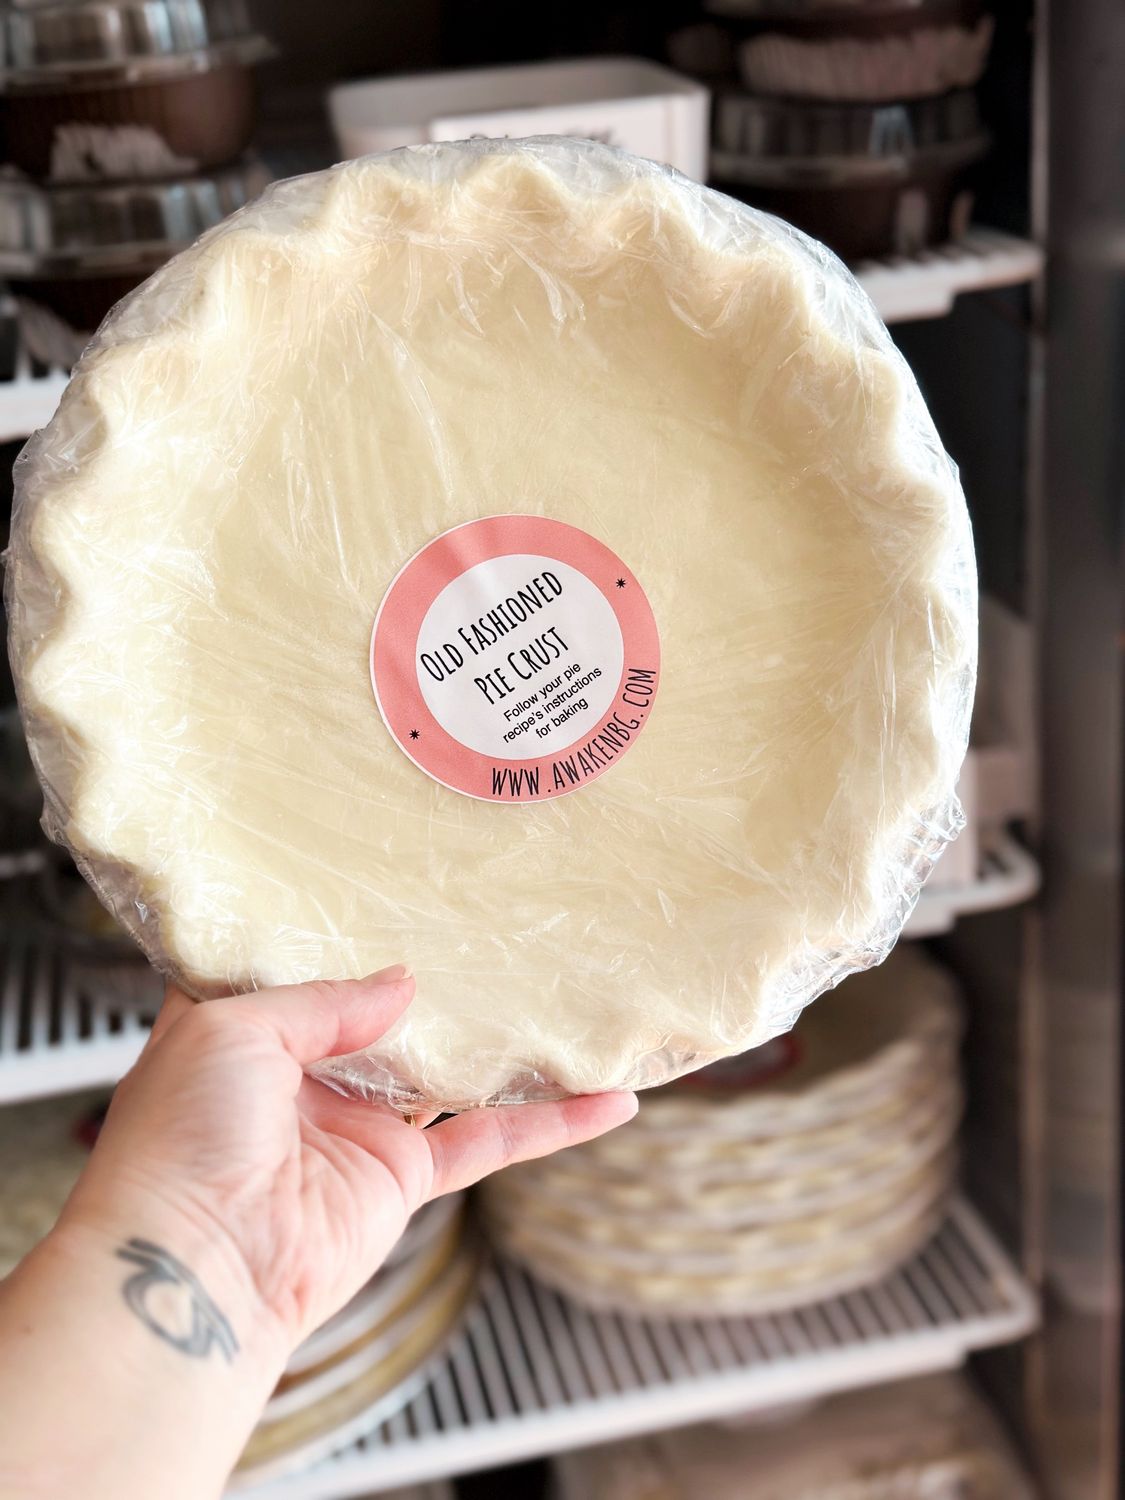 OLD FASHIONED
PIE CRUST
Follow your pie
recipe's instructions
for baking
WWW.AWAKENBG.COM